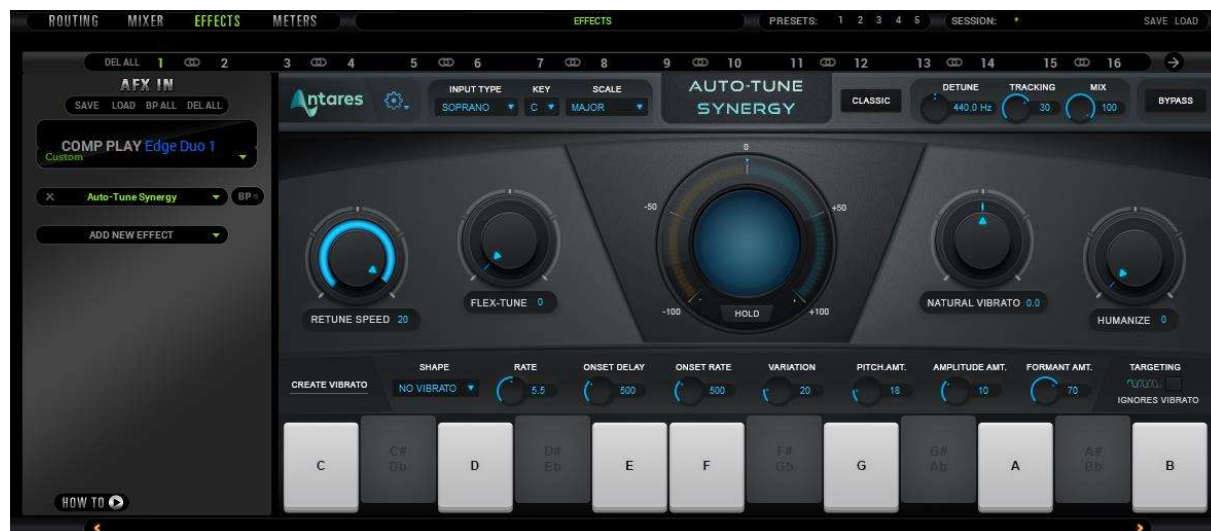 ROUTING MIXER EFFECTS METERS EFFECTS PRESETS: 1 2 3 4 5 SESSION: * SAVE LOAD
DEL ALL 1 2 3 4 5 6 7 8 9 10 11 12 13 14 15 16
AFX IN
SAVE LOAD BP ALL DEL ALL
COMP PLAY Edge Duo 1
Custom
X Auto-Tune Synergy BP
ADD NEW EFFECT
HOW TO
Antares
INPUT TYPE KEY SCALE
SOPRANO C MAJOR
AUTO-TUNE
SYNERGY
CLASSIC
DETUNE TRACKING MIX
440.0 Hz 30 100
BYPASS
0
-50 +50
-100 +100
HOLD
RETUNE SPEED 20
FLEX-TUNE 0
NATURAL VIBRATO 0.0
HUMANIZE 0
CREATE VIBRATO
SHAPE RATE ONSET DELAY ONSET RATE VARIATION PITCH.AMT. AMPLITUDE AMT. FORMANT AMT. TARGETING
NO VIBRATO 5.5 500 500 20 18 10 70
IGNORES VIBRATO
C# D# F# G# A#
Db Eb Gb Ab Bb
C D E F G A B